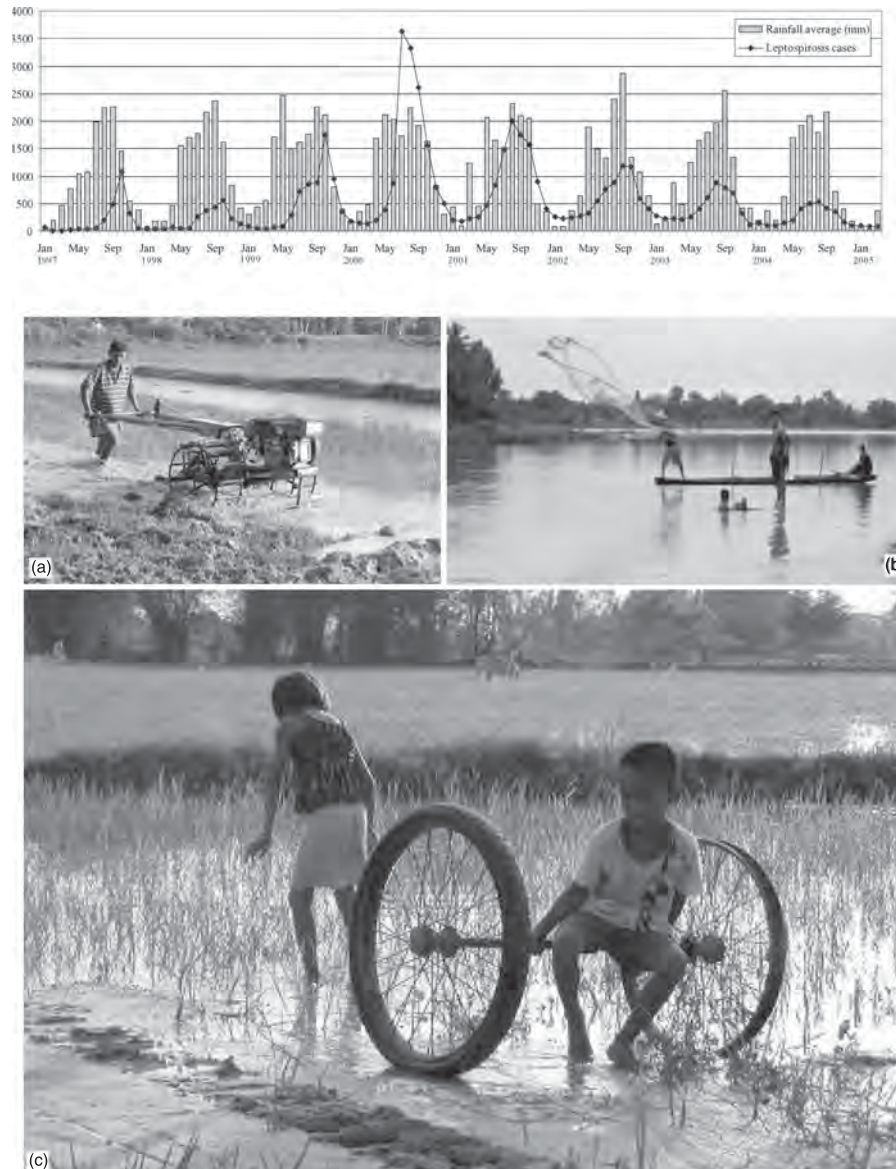 4000
3500
3000
2500
2000
1500
1000
500
0
Rainfall average (mm)
Leptospirosis cases
Jan May Sep Jan May Sep Jan May Sep Jan May Sep Jan May Sep Jan May Sep Jan May Sep Jan May Sep Jan
1997 1998 1999 2000 2001 2002 2003 2004 2005
(a)
(b
(c)